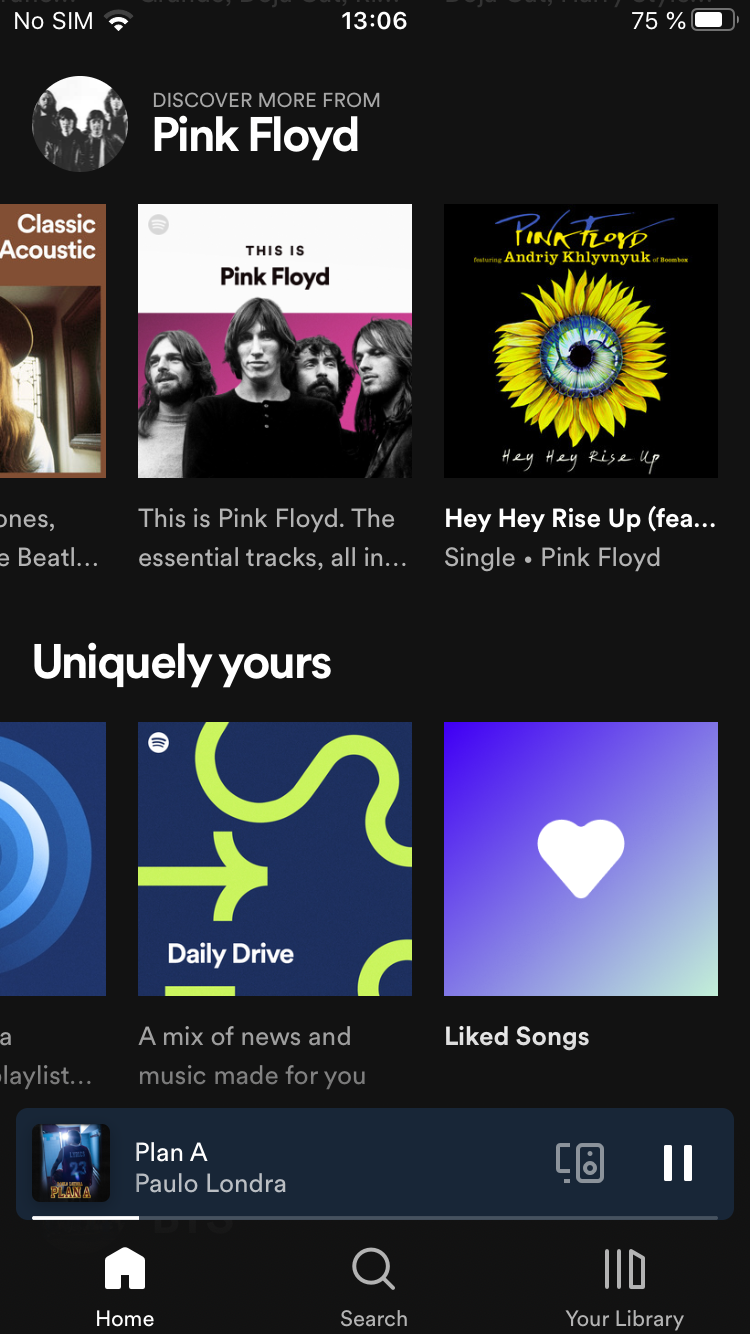 No SIM 13:06 75 %
DISCOVER MORE FROM
Pink Floyd
Classic
Acoustic
THIS IS
Pink Floyd
PINK FLOYD
featuring Andriy Khlyvnyuk of Boombox
Hey Hey Rise Up
ones,
e Beatl...
This is Pink Floyd. The
essential tracks, all in...
Hey Hey Rise Up (fea...
Single • Pink Floyd
Uniquely yours
Daily Drive
a
laylist...
A mix of news and
music made for you
Liked Songs
23
PLAN A
Plan A
Paulo Londra
BTS
Home
Search
Your Library